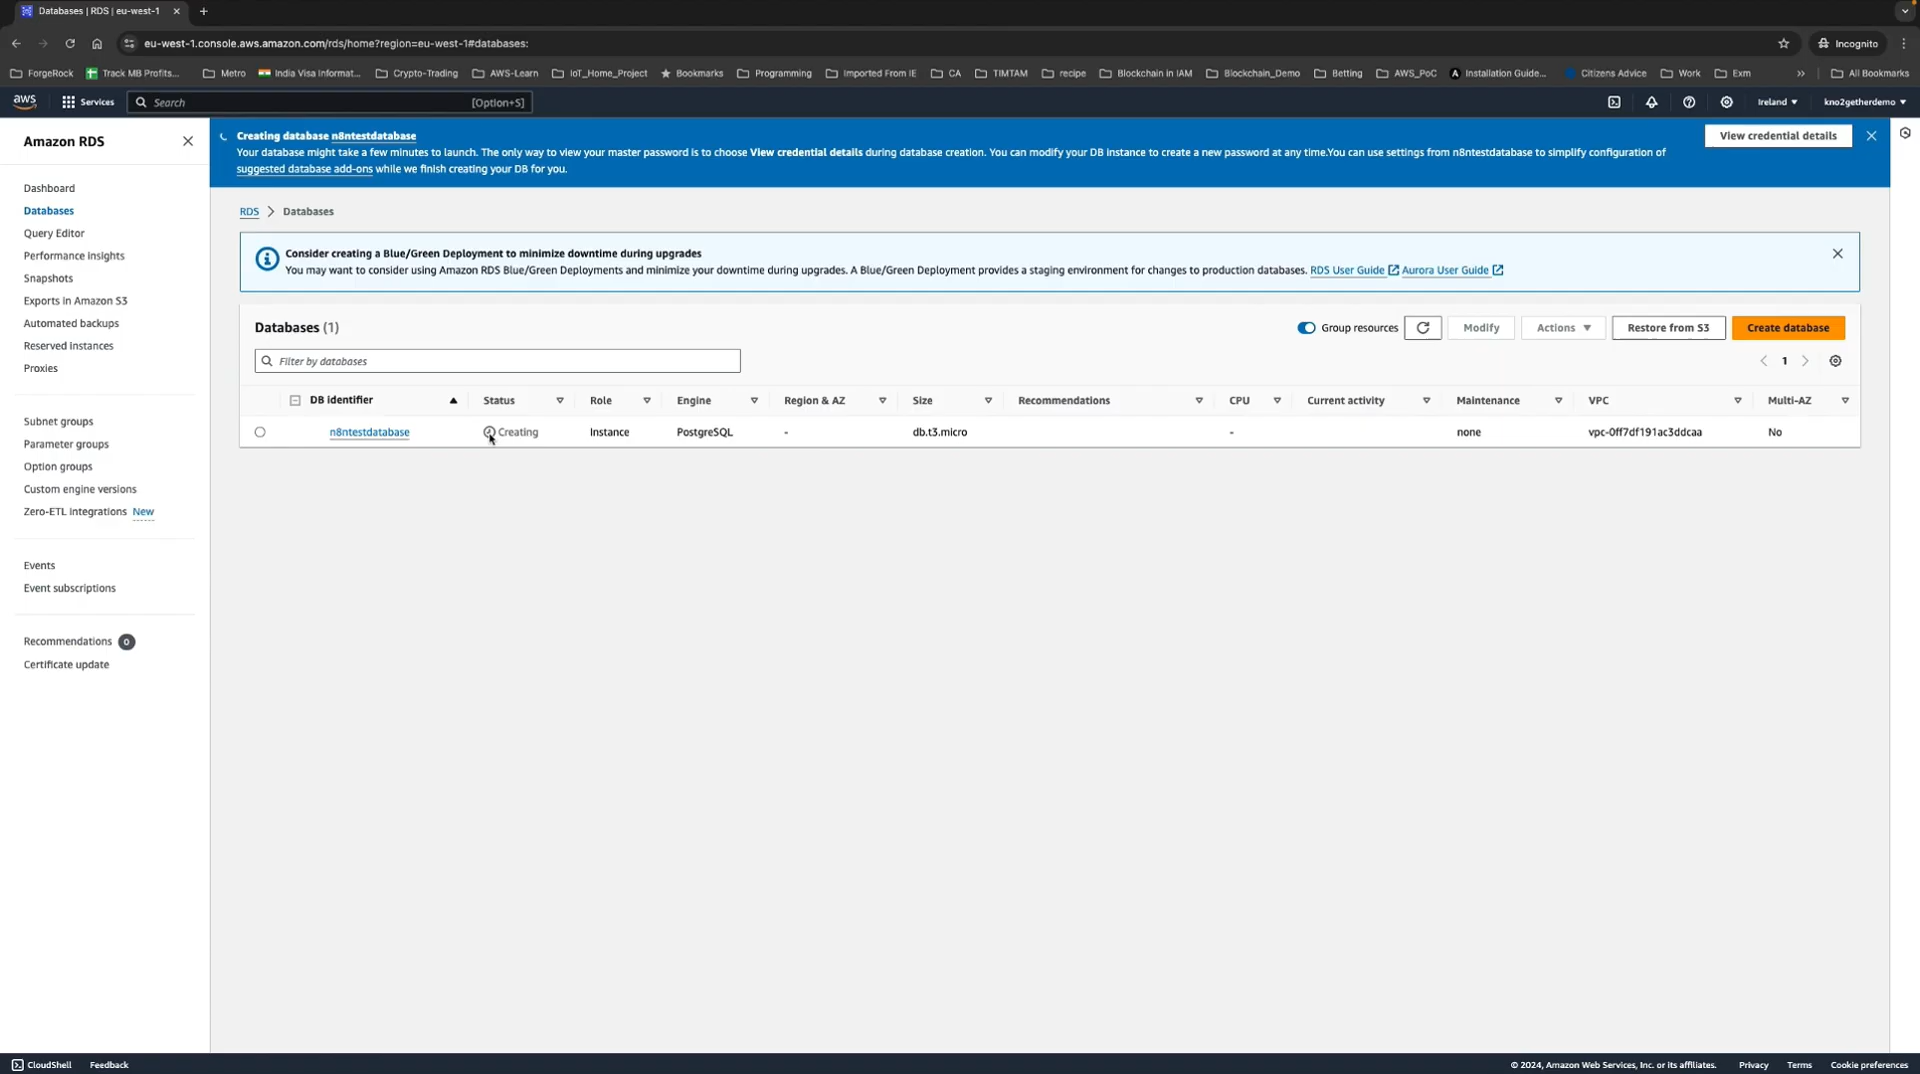 Databases | RDS | eu-west-1
eu-west-1.console.aws.amazon.com/rds/home?region=eu-west-1#databases:
Incognito
ForgeRock
Track MB Profits...
Metro
India Visa Informat...
Crypto-Trading
AWS-Learn
IoT_Home_Project
Bookmarks
Programming
Imported From IE
CA
TIMTAM
recipe
Blockchain in IAM
Blockchain_Demo
Betting
AWS_PoC
Installation Guide...
Citizens Advice
Work
Exm
All Bookmarks
aws
Services
Search
[Option+S]
Ireland
kno2getherdemo
Amazon RDS
Dashboard
Databases
Query Editor
Performance insights
Snapshots
Exports in Amazon S3
Automated backups
Reserved instances
Proxies
Subnet groups
Parameter groups
Option groups
Custom engine versions
Zero-ETL integrations New
Events
Event subscriptions
Recommendations 0
Certificate update
Creating database n8ntestdatabase
Your database might take a few minutes to launch. The only way to view your master password is to choose View credential details during database creation. You can modify your DB instance to create a new password at any time.You can use settings from n8ntestdatabase to simplify configuration of
suggested database add-ons while we finish creating your DB for you.
View credential details
RDS > Databases
Consider creating a Blue/Green Deployment to minimize downtime during upgrades
You may want to consider using Amazon RDS Blue/Green Deployments and minimize your downtime during upgrades. A Blue/Green Deployment provides a staging environment for changes to production databases. RDS User Guide Aurora User Guide
Databases (1)
Group resources
Modify
Actions
Restore from S3
Create database
Filter by databases
1
DB identifier Status Role Engine Region & AZ Size Recommendations CPU Current activity Maintenance VPC Multi-AZ
n8ntestdatabase Creating Instance PostgreSQL - db.t3.micro - none vpc-0ff7df191ac3ddcaa No
CloudShell Feedback
© 2024, Amazon Web Services, Inc. or its affiliates. Privacy Terms Cookie preferences